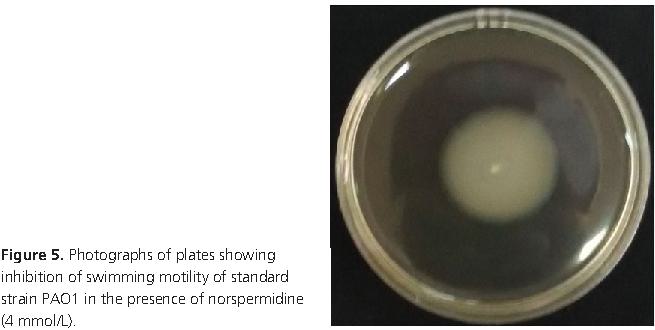 Figure 5. Photographs of plates showing
inhibition of swimming motility of standard
strain PAO1 in the presence of norspermidine
(4 mmol/L).